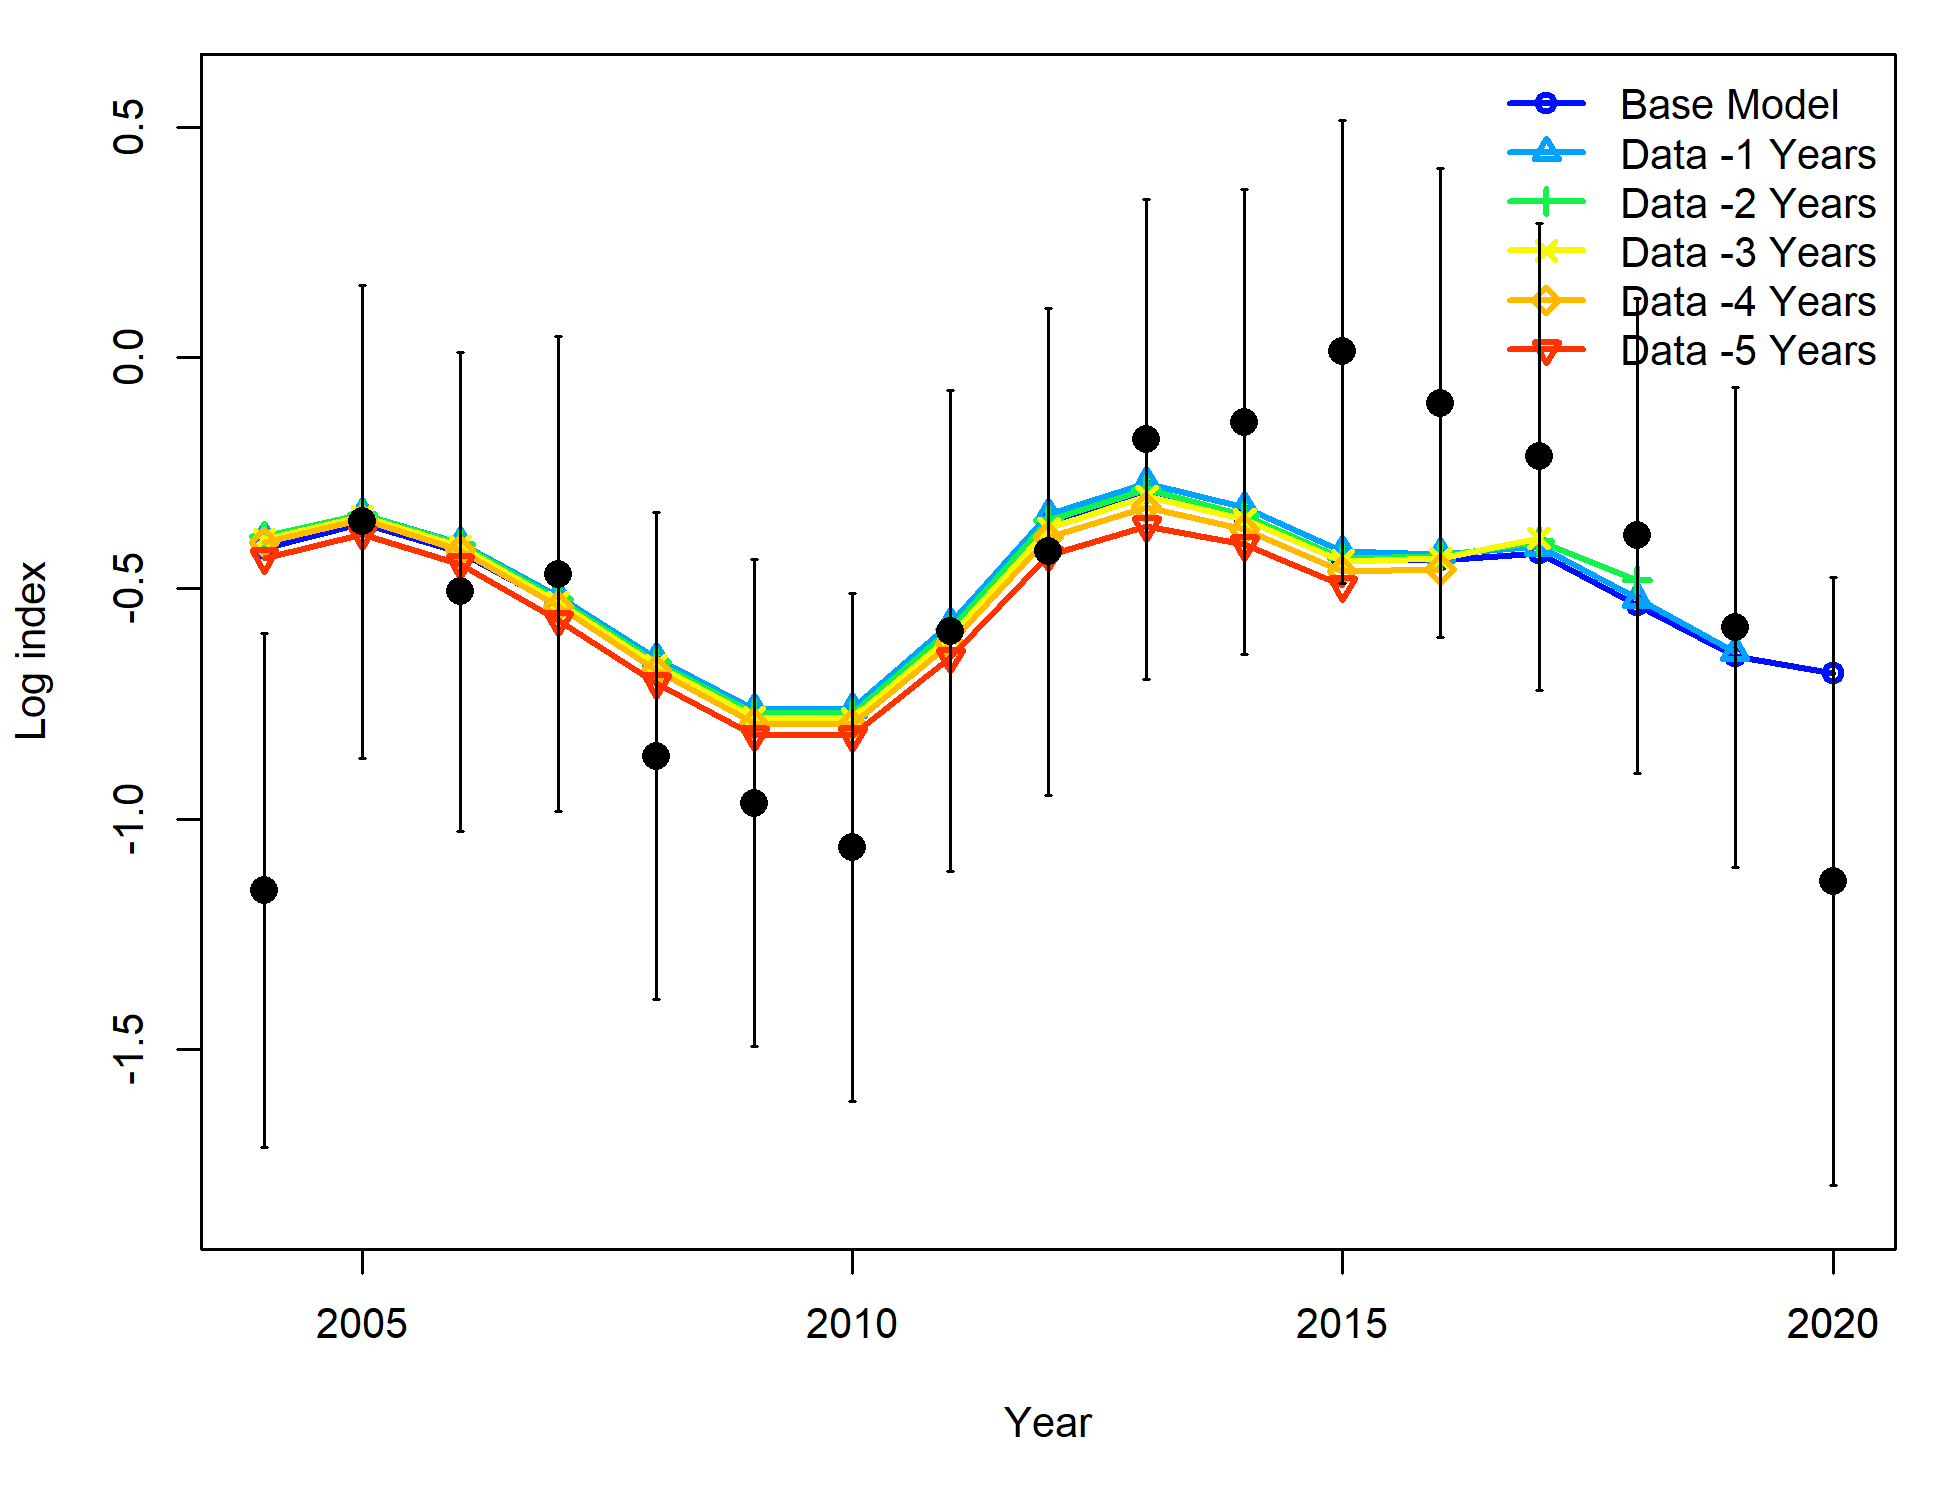 Base Model
Data -1 Years
Data -2 Years
Data -3 Years
Data -4 Years
Data -5 Years
Log index
0.5
0.0
-0.5
-1.0
-1.5
2005
2010
2015
2020
Year